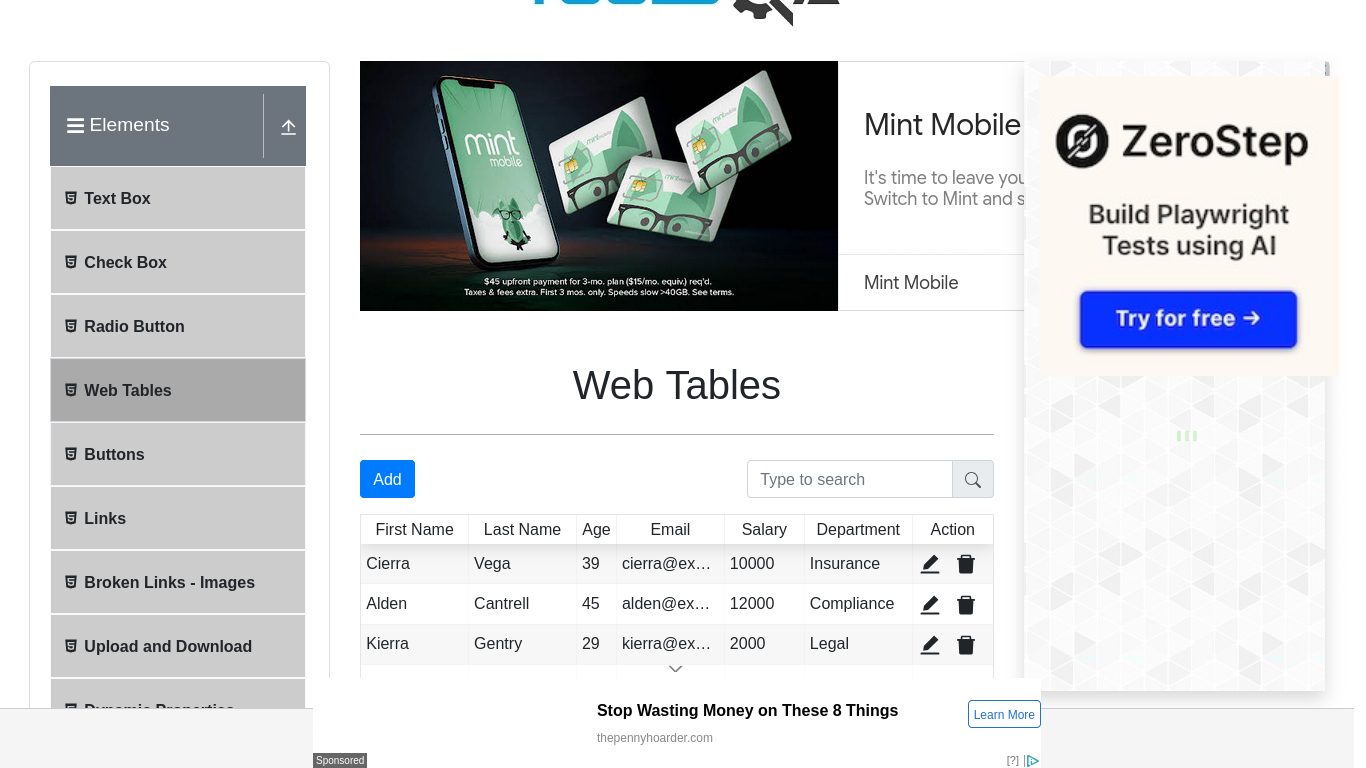 Elements
Text Box
Check Box
Radio Button
Web Tables
Buttons
Links
Broken Links - Images
Upload and Download
Dynamic Properties
mint
mobile
$45 upfront payment for 3-mo. plan ($15/mo. equiv.) req'd.
Taxes & fees extra. First 3 mos. only. Speeds slow >40GB. See terms.
Mint Mobile
It's time to leave you
Switch to Mint and s
Mint Mobile
ZeroStep
Build Playwright
Tests using AI
Try for free →
Web Tables
Add
Type to search
First Name Last Name Age Email Salary Department Action
Cierra Vega 39 cierra@ex… 10000 Insurance
Alden Cantrell 45 alden@ex… 12000 Compliance
Kierra Gentry 29 kierra@ex… 2000 Legal
Stop Wasting Money on These 8 Things
thepennyhoarder.com
Learn More
Sponsored
[?]